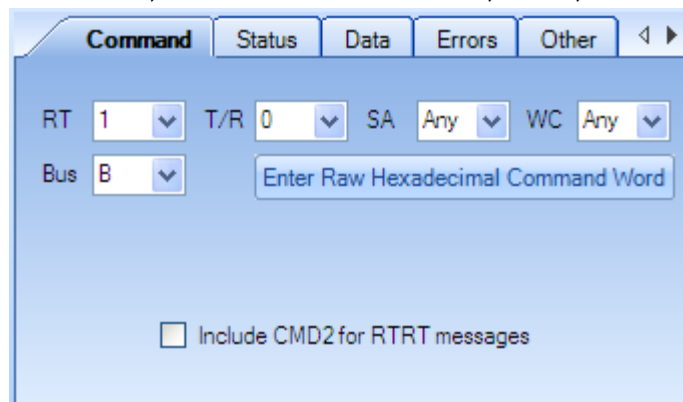 Command Status Data Errors Other
RT 1 T/R 0 SA Any WC Any
Bus B Enter Raw Hexadecimal Command Word
Include CMD2 for RTRT messages